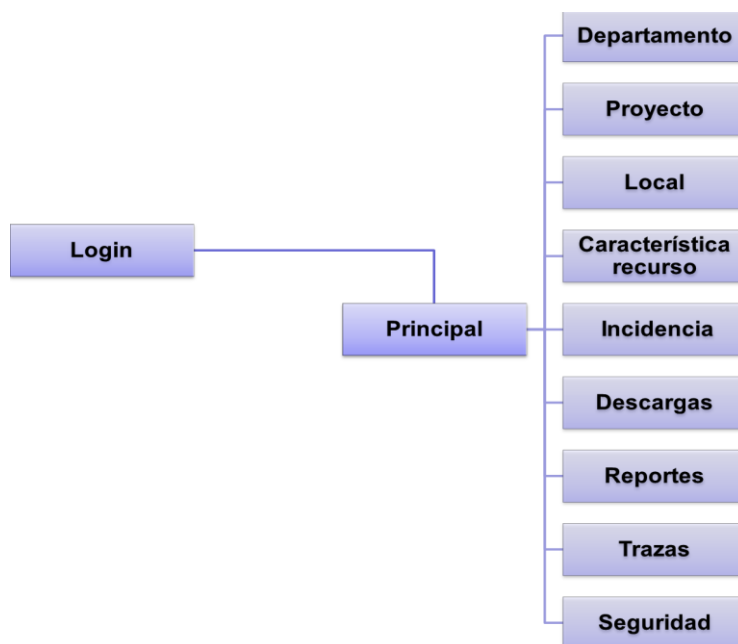 Departamento
Proyecto
Local
Login
Característica
recurso
Principal
Incidencia
Descargas
Reportes
Trazas
Seguridad